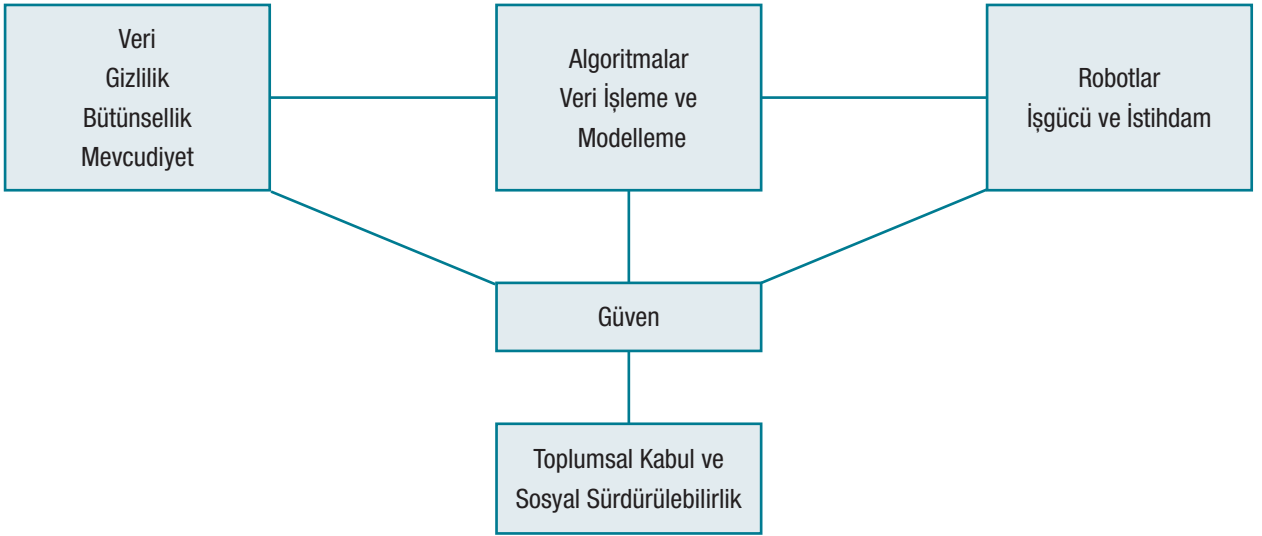 Veri
Gizlilik
Bütünsellik
Mevcudiyet
Algoritmalar
Veri İşleme ve
Modelleme
Robotlar
İşgücü ve İstihdam
Güven
Toplumsal Kabul ve
Sosyal Sürdürülebilirlik